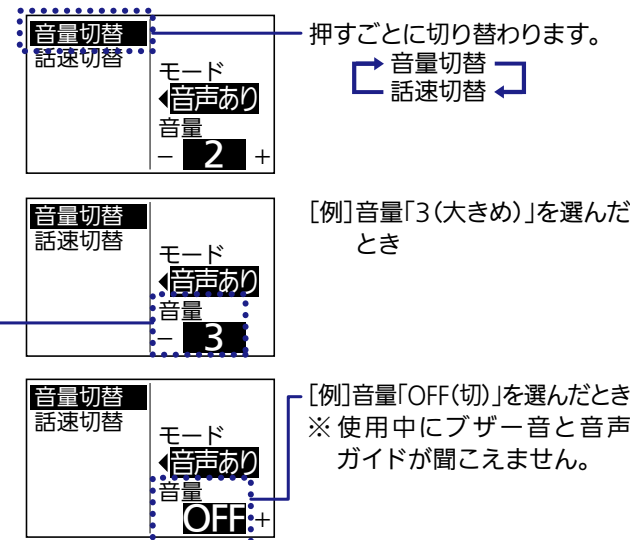 音量切替
話速切替
モード
◀音声あり
音量
− 2 +
押すごとに切り替わります。
音量切替
話速切替
音量切替
話速切替
モード
◀音声あり
音量
− 3
[例]音量「3(大きめ)」を選んだ
とき
音量切替
話速切替
モード
◀音声あり
音量
OFF +
[例]音量「OFF(切)」を選んだとき
※ 使用中にブザー音と音声
ガイドが聞こえません。